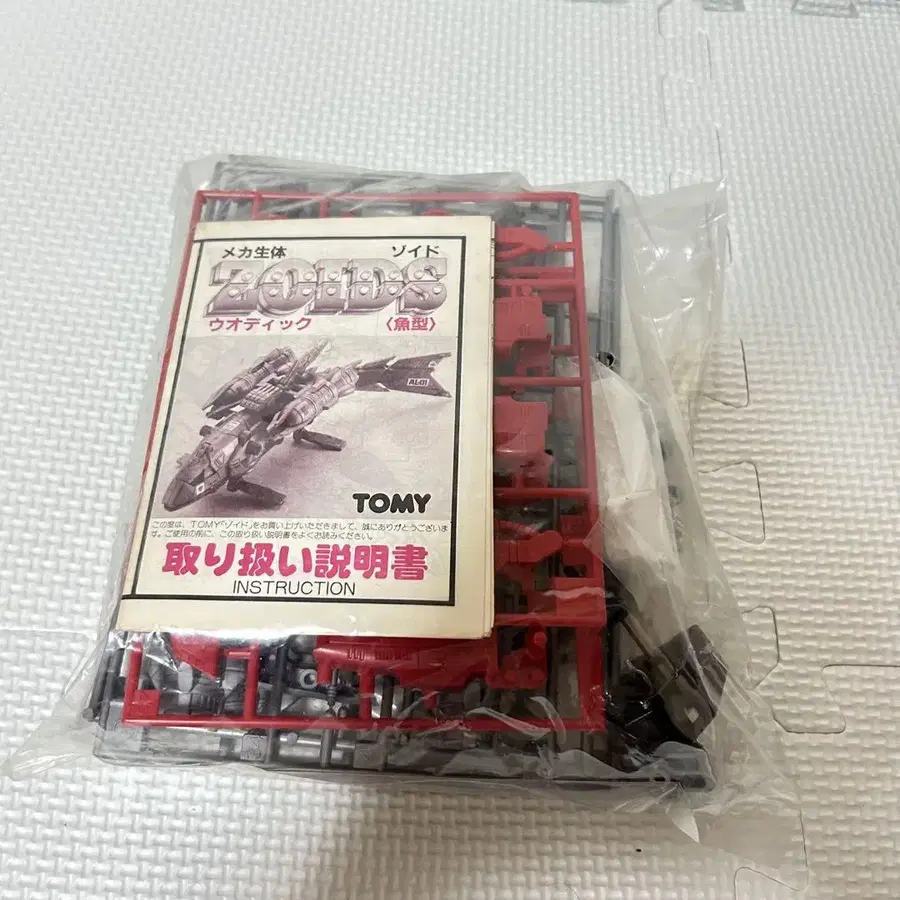 メカ生体 ゾイド
ZOIDS
ウオディック 〈魚型〉
AL-01
TOMY
この度は、TOMY「ゾイド」をお買い上げいただきまして、誠にありがとうございま
す。ご使用の前に、この取り扱い説明書をよくお読みください。
取り扱い説明書
INSTRUCTION